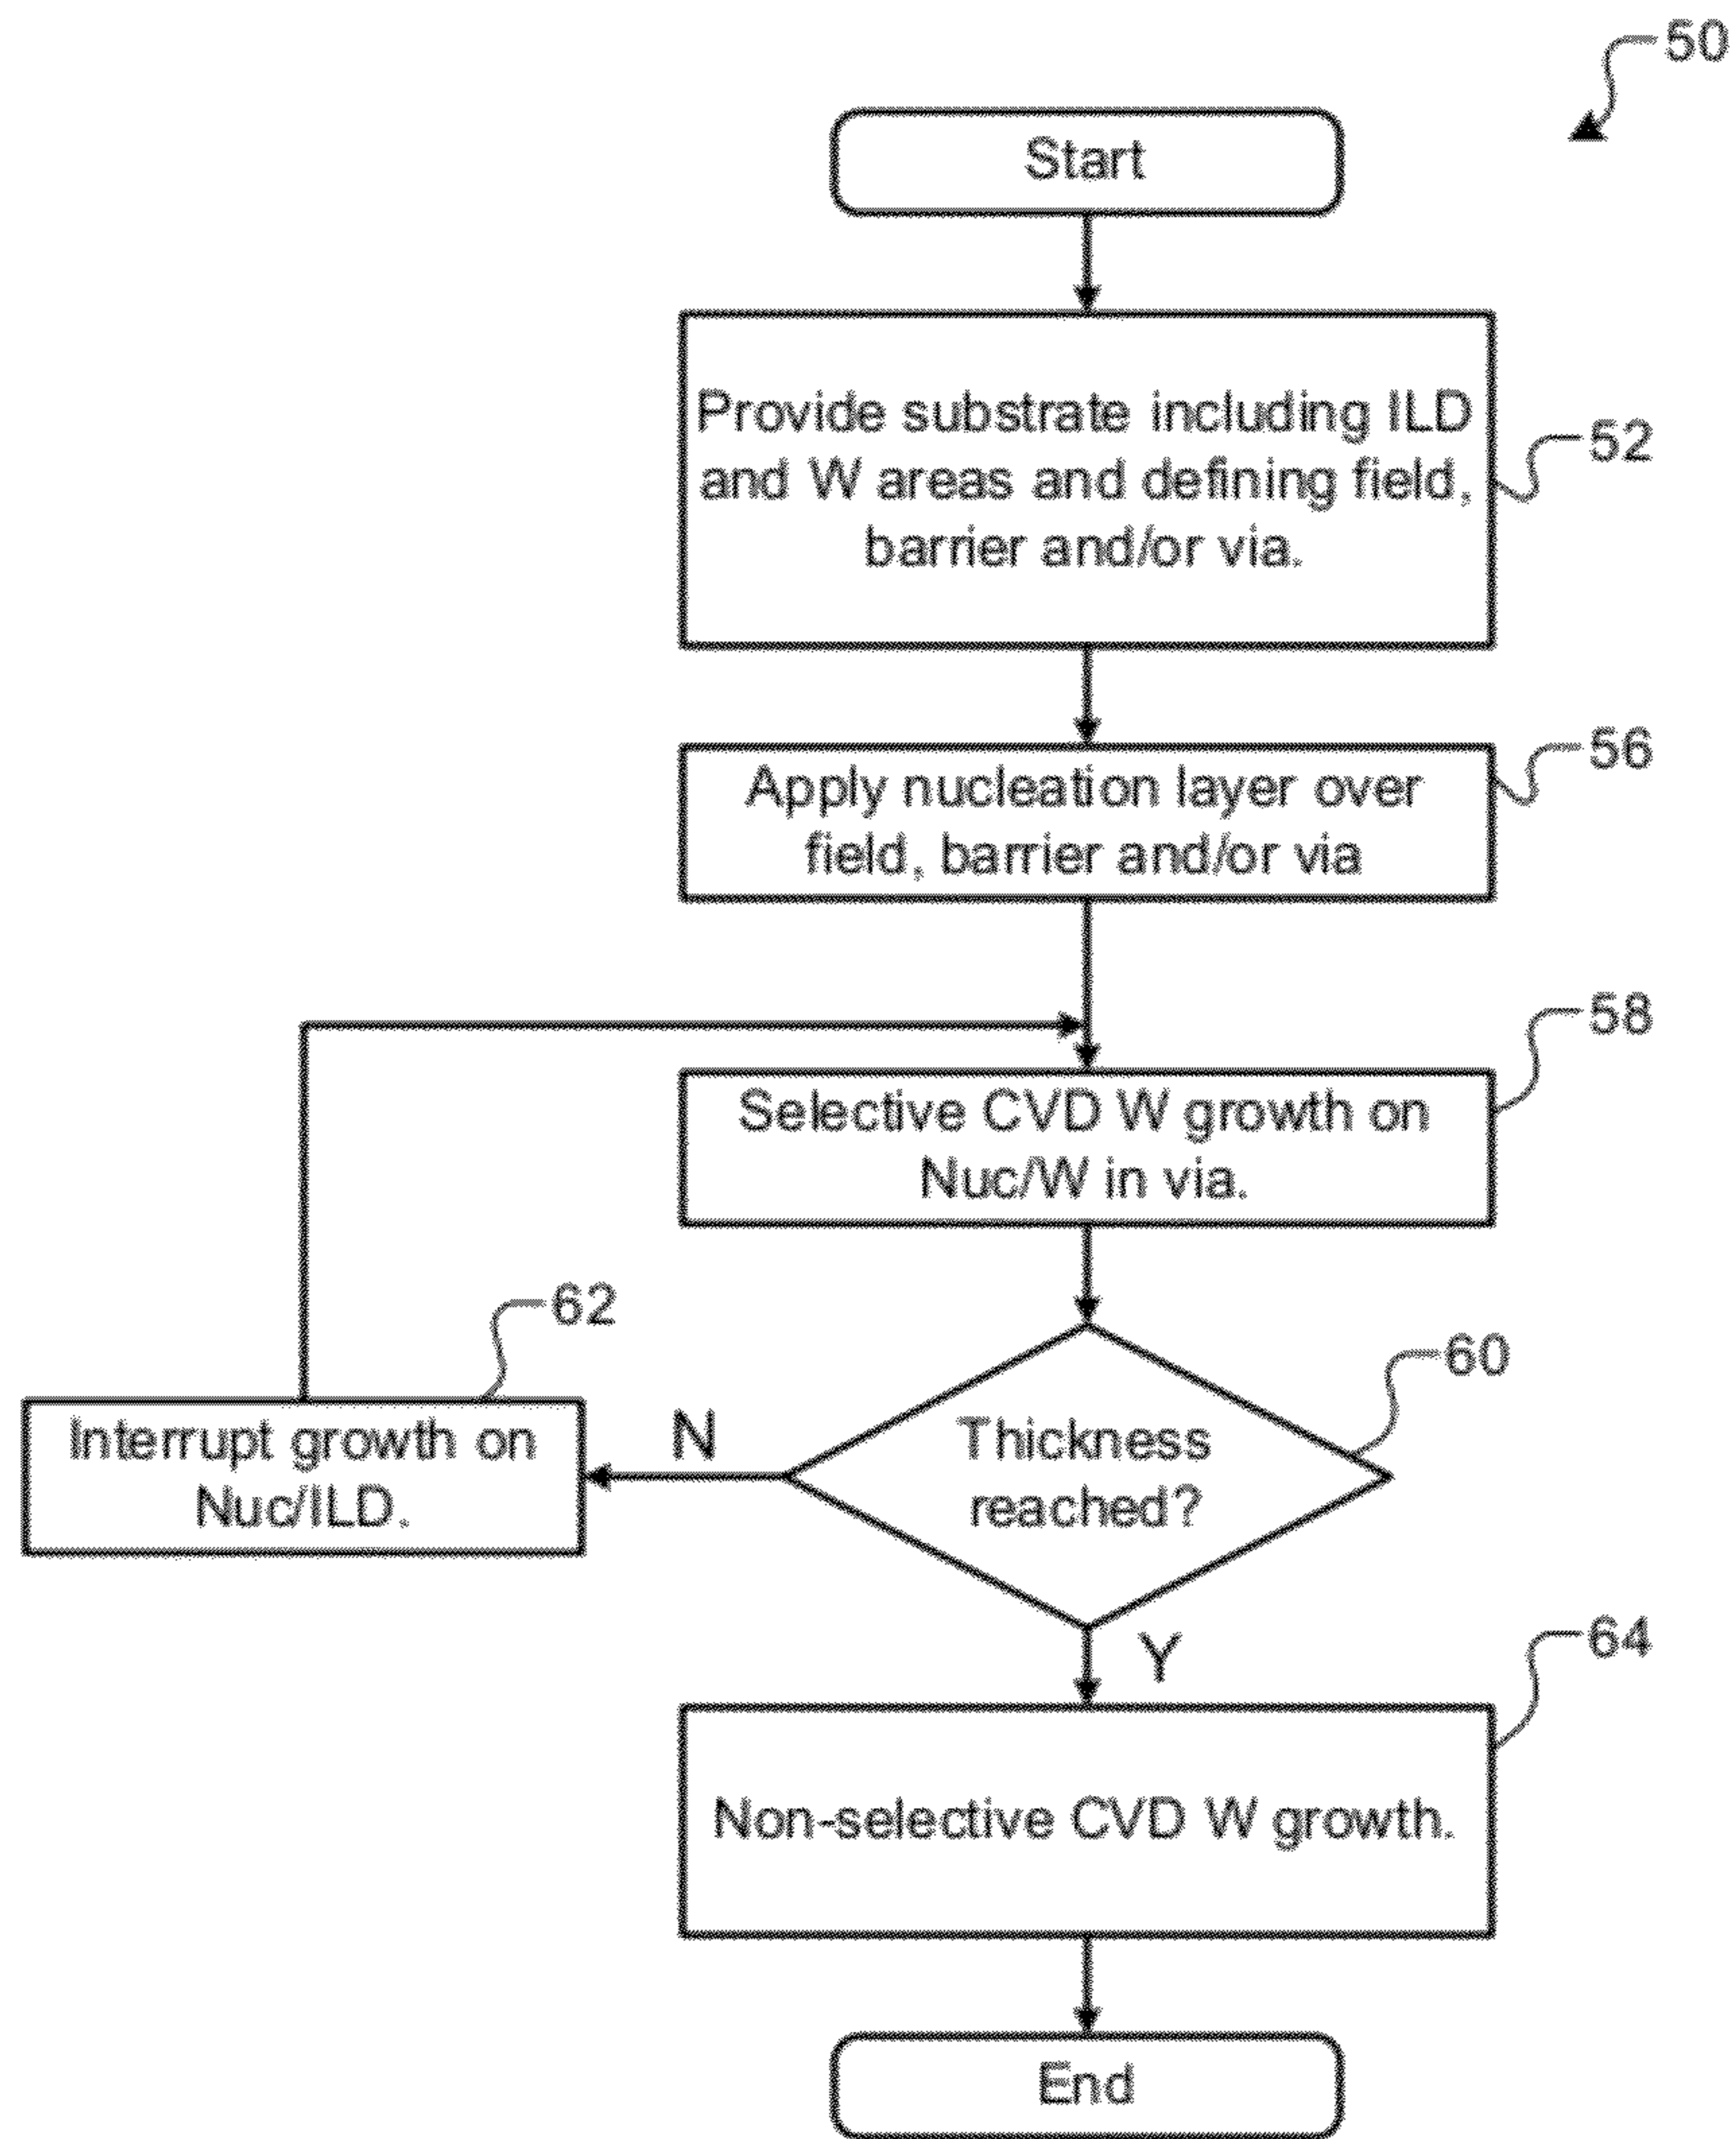 50
Start
Provide substrate including ILD
and W areas and defining field,
barrier and/or via.
52
Apply nucleation layer over
field, barrier and/or via
56
58
Selective CVD W growth on
Nuc/W in via.
62
60
Interrupt growth on
Nuc/ILD.
N
Thickness
reached?
Y
64
Non-selective CVD W growth.
End